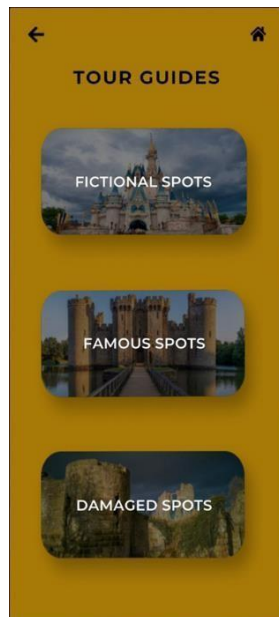 TOUR GUIDES
FICTIONAL SPOTS
FAMOUS SPOTS
DAMAGED SPOTS